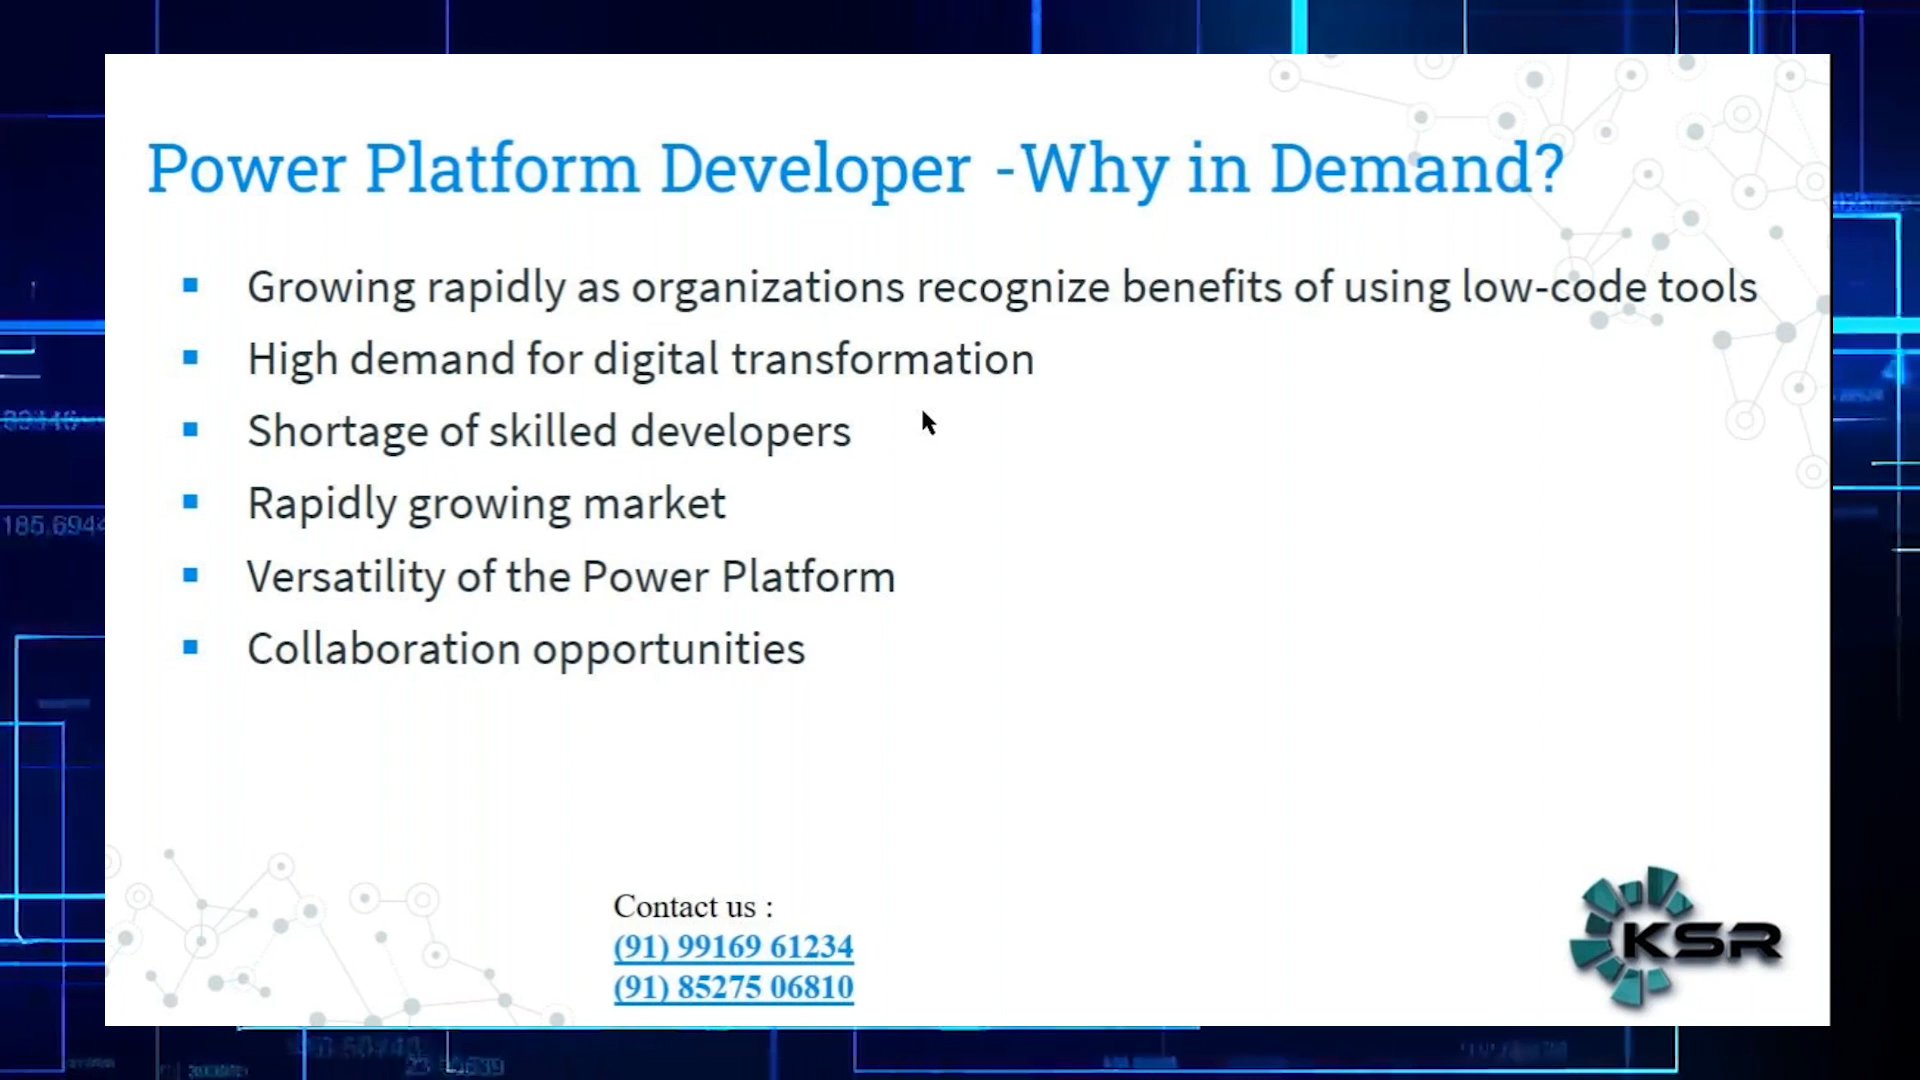 Power Platform Developer -Why in Demand?
Growing rapidly as organizations recognize benefits of using low-code tools
High demand for digital transformation
Shortage of skilled developers
Rapidly growing market
Versatility of the Power Platform
Collaboration opportunities
Contact us :
(91) 99169 61234
(91) 85275 06810
KSR